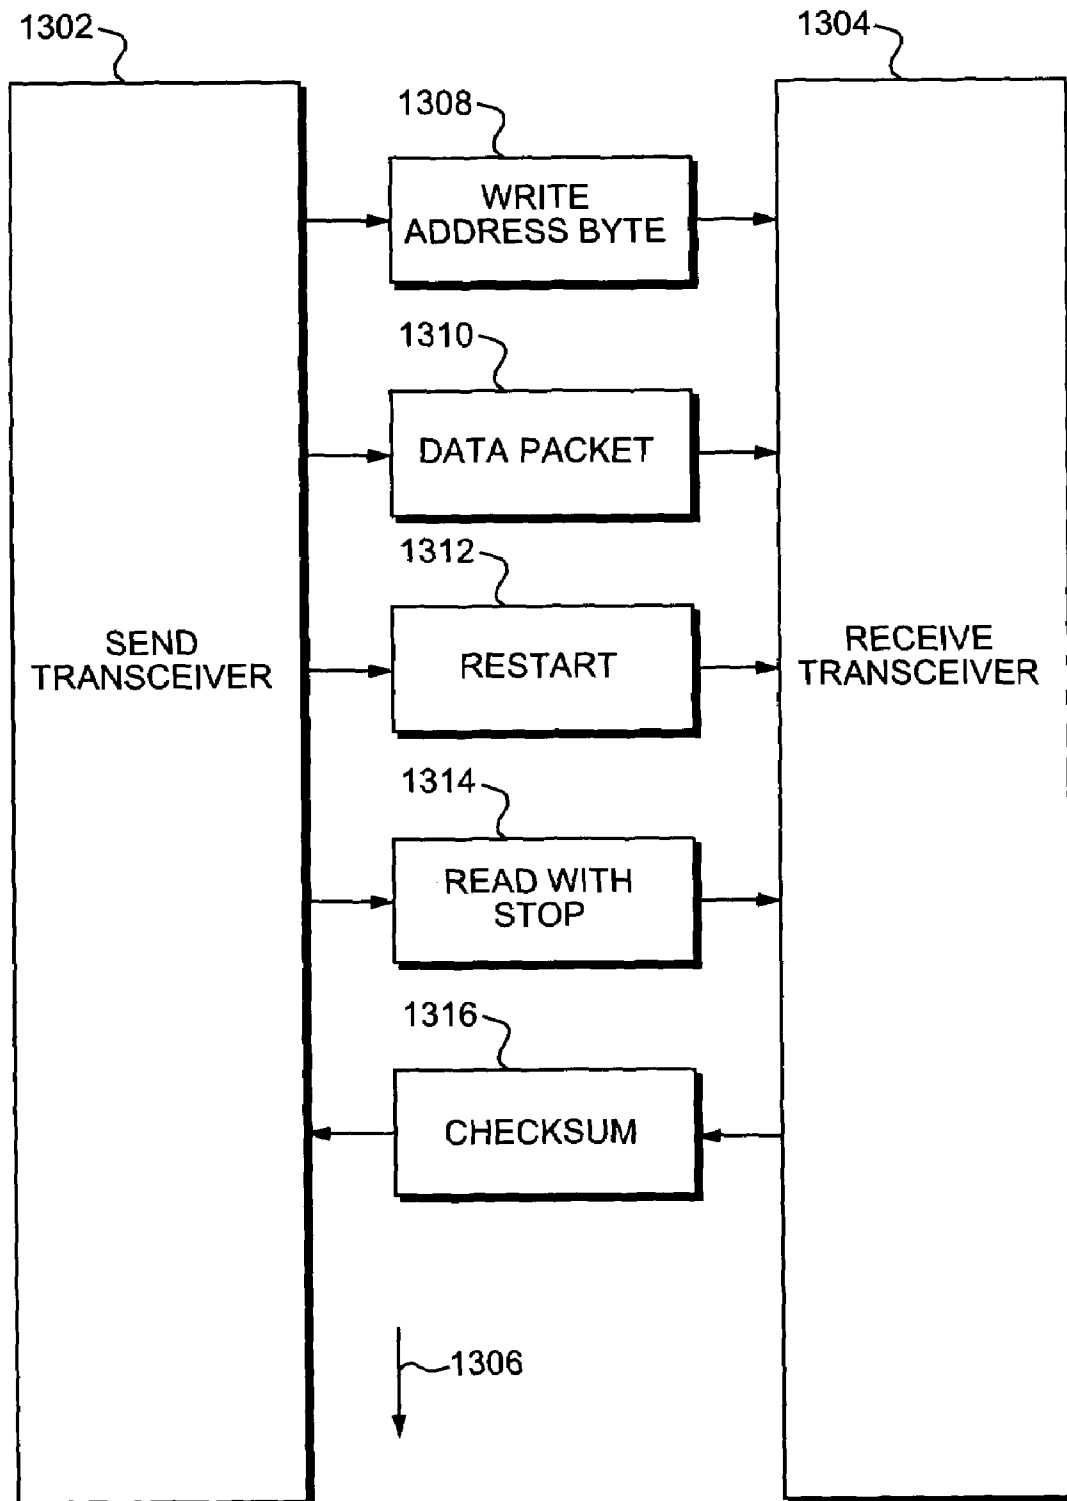 1302
1304
1308
WRITE
ADDRESS BYTE
1310
DATA PACKET
1312
RESTART
SEND
TRANSCEIVER
RECEIVE
TRANSCEIVER
1314
READ WITH
STOP
1316
CHECKSUM
1306